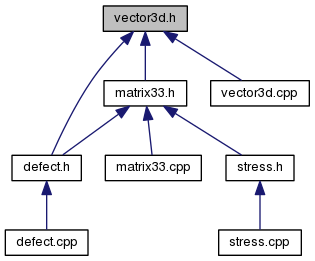 vector3d.h
matrix33.h
vector3d.cpp
defect.h
matrix33.cpp
stress.h
defect.cpp
stress.cpp